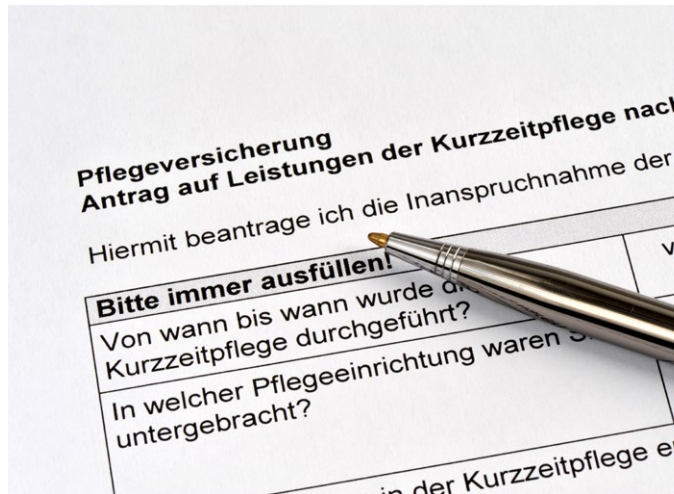 Pflegeversicherung
Antrag auf Leistungen der Kurzzeitpflege nach
Hiermit beantrage ich die Inanspruchnahme der
Bitte immer ausfüllen!
Von wann bis wann wurde
Kurzzeitpflege durchgeführt?
In welcher Pflegeeinrichtung waren
untergebracht?
in der Kurzzeitpflege